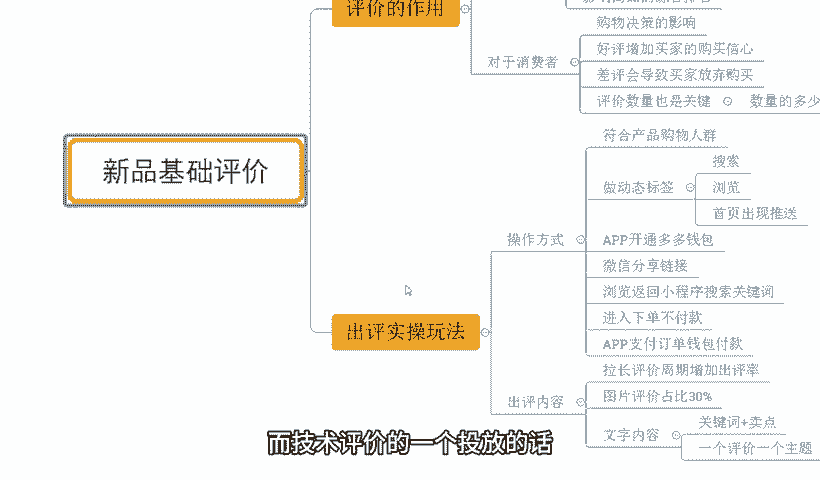 评价的作用
购物决策的影响
对于消费者
好评增加买家的购买信心
差评会导致买家放弃购买
评价数量也是关键
数量的多少
新品基础评价
符合产品购物人群
做动态标签
搜索
浏览
首页出现推送
操作方式
APP开通多多钱包
微信分享链接
浏览返回小程序搜索关键词
进入下单不付款
APP支付订单钱包付款
出评实操玩法
拉长评价周期增加出评率
出评内容
图片评价占比30%
文字内容
关键词+卖点
一个评价一个主题
而技术评价的一个投放的话